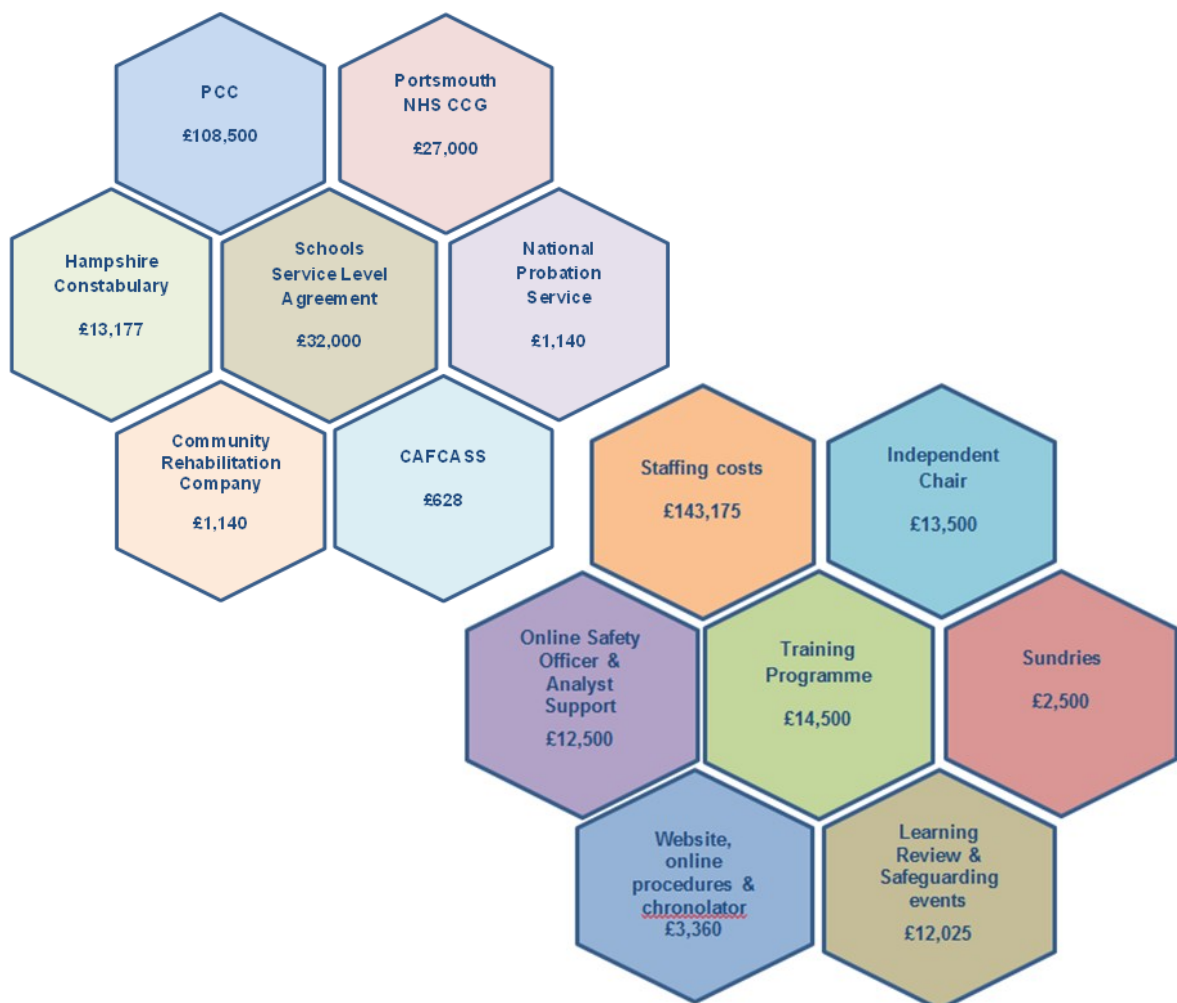 PCC
£108,500
Portsmouth
NHS CCG
£27,000
Hampshire
Constabulary
£13,177
Schools
Service Level
Agreement
£32,000
National
Probation
Service
£1,140
Community
Rehabilitation
Company
£1,140
CAFCASS
£628
Staffing costs
£143,175
Independent
Chair
£13,500
Online Safety
Officer &
Analyst
Support
£12,500
Training
Programme
£14,500
Sundries
£2,500
Website,
online
procedures &
chronolator
£3,360
Learning
Review &
Safeguarding
events
£12,025